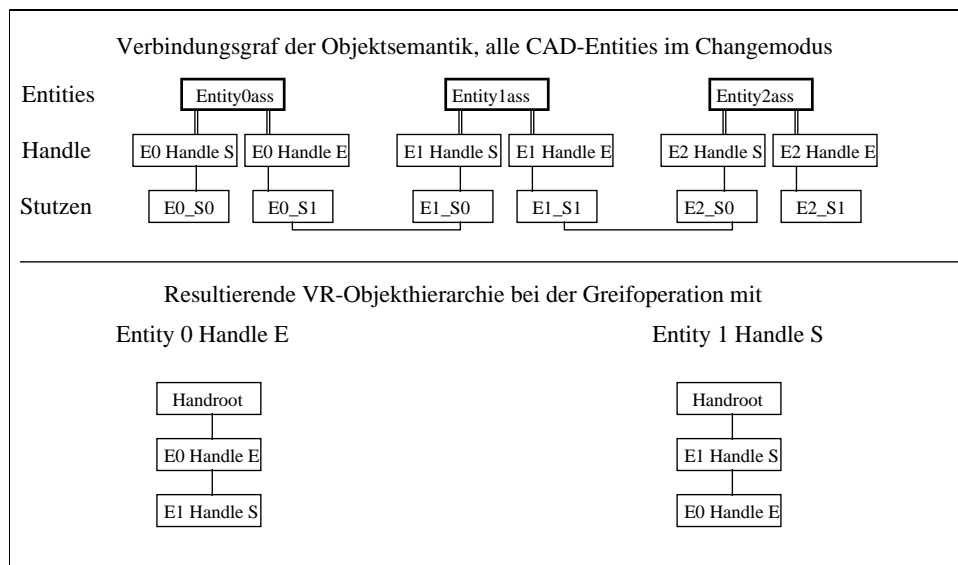 Verbindungsgraf der Objektsemantik, alle CAD-Entities im Changemodus
Entities Entity0ass Entity1ass Entity2ass
Handle E0 Handle S E0 Handle E E1 Handle S E1 Handle E E2 Handle S E2 Handle E
Stutzen E0_S0 E0_S1 E1_S0 E1_S1 E2_S0 E2_S1
Resultierende VR-Objekthierarchie bei der Greifoperation mit
Entity 0 Handle E Entity 1 Handle S
Handroot Handroot
E0 Handle E E1 Handle S
E1 Handle S E0 Handle E